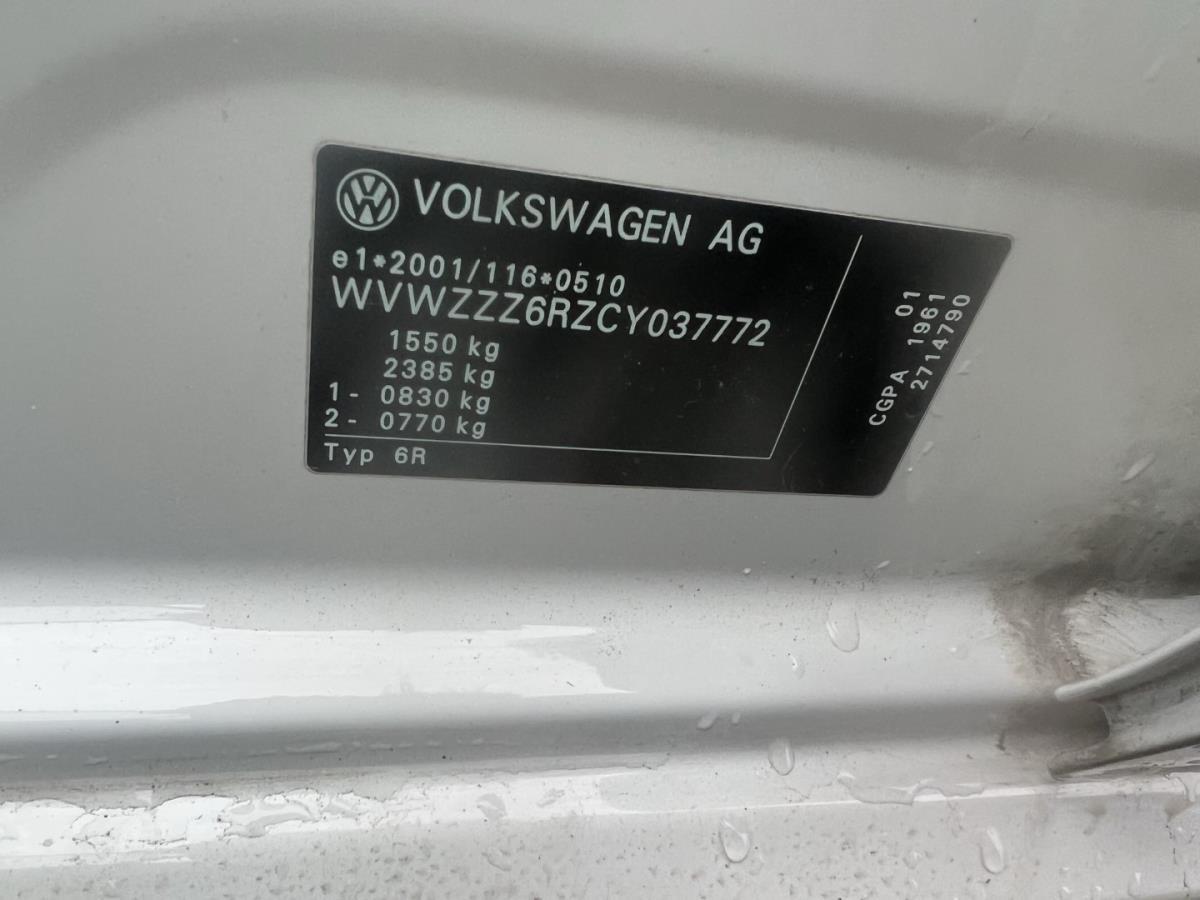 VOLKSWAGEN AG
e1*2001/116*0510
WVWZZZ6RZCY037772
1550 kg
2385 kg
1- 0830 kg
2- 0770 kg
Typ 6R
01
CGPA 1961
2714790